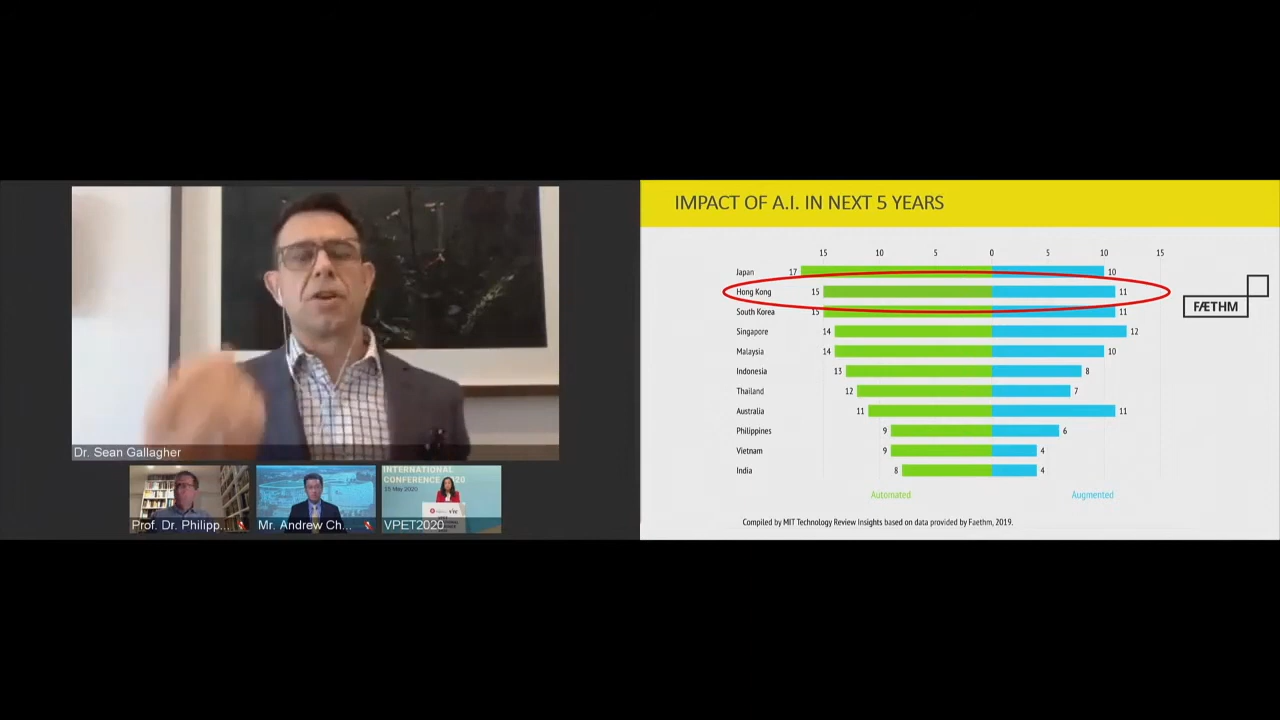 Dr. Sean Gallagher
INTERNATIONAL
CONFERENCE 2020
15 May 2020
Prof. Dr. Philipp...
Mr. Andrew Ch...
VPET2020
IMPACT OF A.I. IN NEXT 5 YEARS
15 10 5 0 5 10 15
Japan 17 10
Hong Kong 15 11
South Korea 15 11
Singapore 14 12
Malaysia 14 10
Indonesia 13 8
Thailand 12 7
Australia 11 11
Philippines 9 6
Vietnam 9 4
India 8 4
Automated Augmented
Compiled by MIT Technology Review Insights based on data provided by Faethm, 2019.
FÆTHM